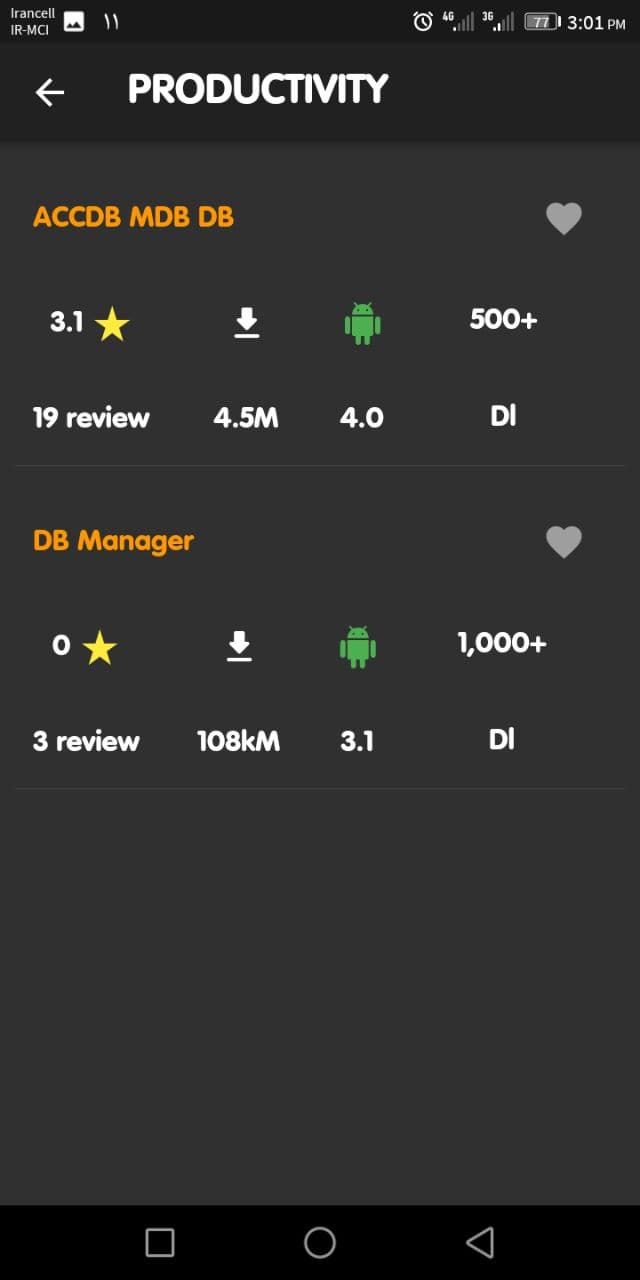 Irancell
IR-MCI
۱۱
4G
3G
77
3:01 PM
PRODUCTIVITY
ACCDB MDB DB
3.1
500+
19 review
4.5M
4.0
Dl
DB Manager
0
1,000+
3 review
108kM
3.1
Dl